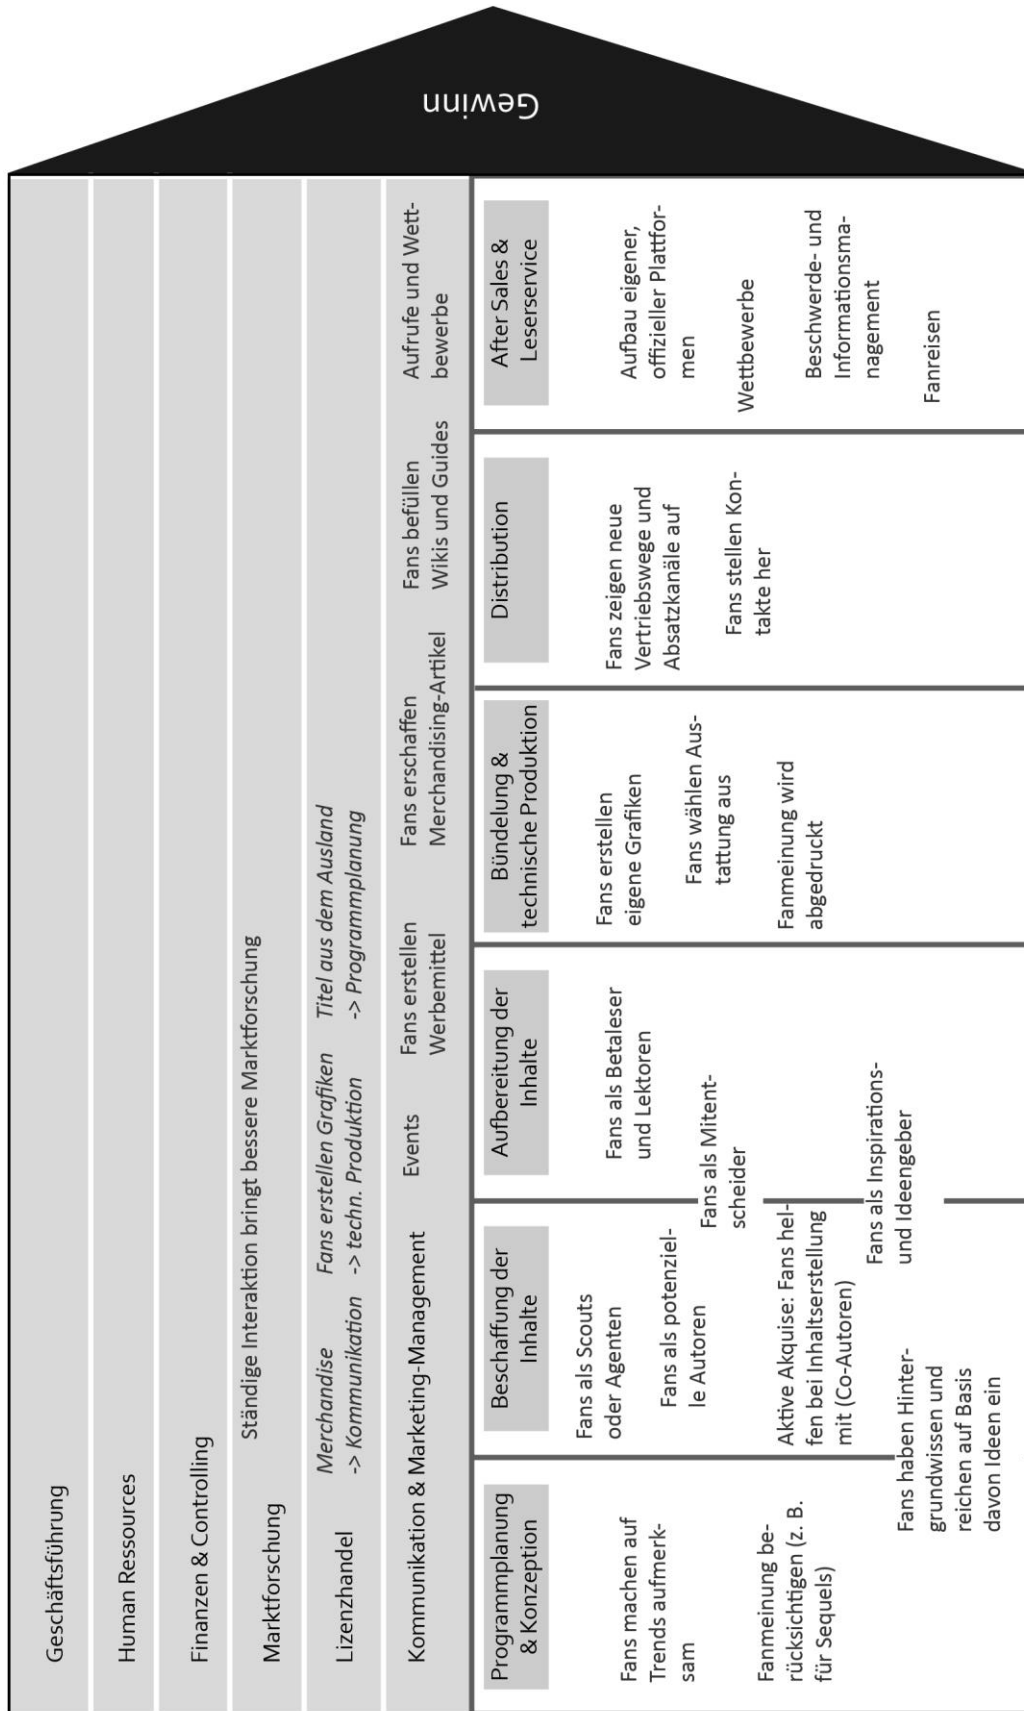 Geschäftsführung
Human Ressources
Finanzen & Controlling
Marktforschung
Ständige Interaktion bringt bessere Marktforschung
Lizenzhandel
Merchandise
-> Kommunikation
Fans erstellen Grafiken
-> techn. Produktion
Titel aus dem Ausland
-> Programmplanung
Kommunikation & Marketing-Management
Events
Fans erstellen
Werbemittel
Fans erschaffen
Merchandising-Artikel
Fans befüllen
Wikis und Guides
Aufrufe und Wett-
bewerbe
Programmplanung
& Konzeption
Fans machen auf
Trends aufmerk-
sam
Fanmeinung be-
rücksichtigen (z. B.
für Sequels)
Fans haben Hinter-
grundwissen und
reichen auf Basis
davon Ideen ein
Beschaffung der
Inhalte
Fans als Scouts
oder Agenten
Fans als potenziel-
le Autoren
Aktive Akquise: Fans hel-
fen bei Inhaltserstellung
mit (Co-Autoren)
Fans als Mitent-
scheider
Fans als Inspirations-
und Ideengeber
Aufbereitung der
Inhalte
Fans als Betaleser
und Lektoren
Bündelung &
technische Produktion
Fans erstellen
eigene Grafiken
Fans wählen Aus-
tattung aus
Fanmeinung wird
abgedruckt
Distribution
Fans zeigen neue
Vertriebswege und
Absatzkanäle auf
Fans stellen Kon-
takte her
After Sales &
Leserservice
Aufbau eigener,
offizieller Plattfor-
men
Wettbewerbe
Beschwerde- und
Informationsma-
nagement
Fanreisen
Gewinn